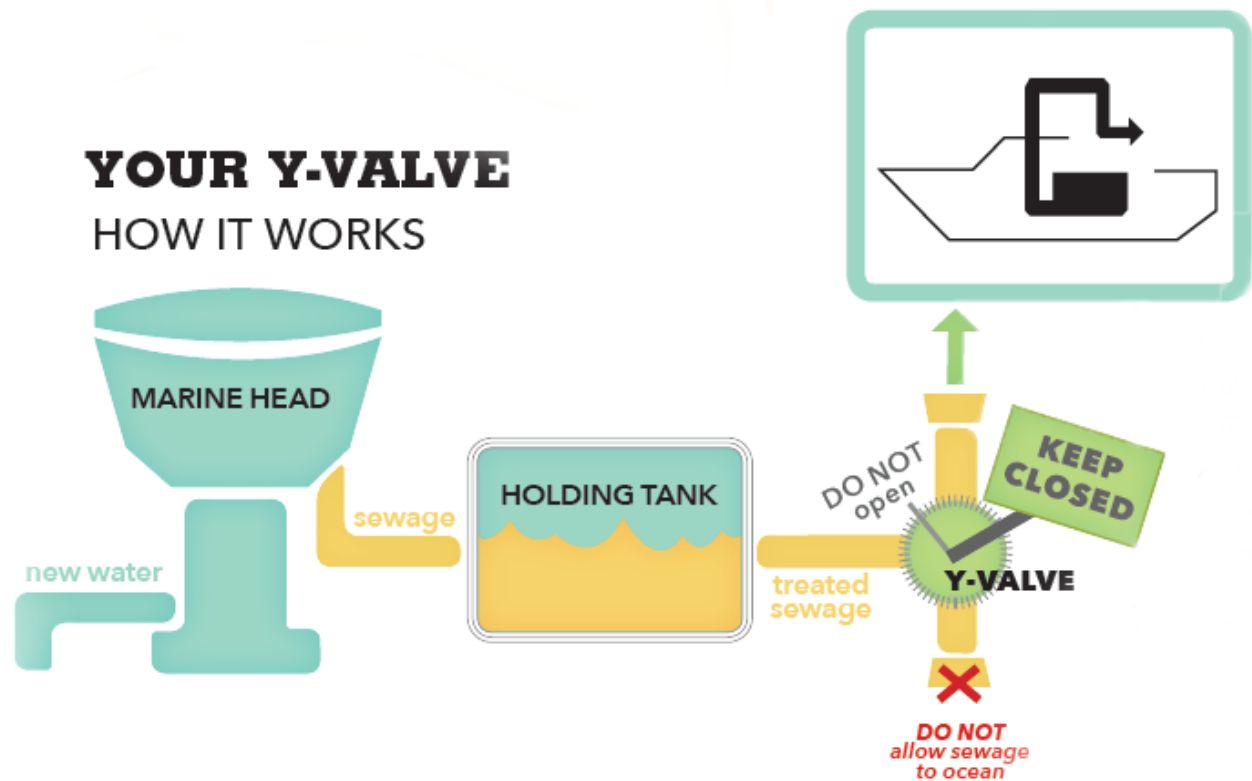 YOUR Y-VALVE
HOW IT WORKS
MARINE HEAD
new water
sewage
HOLDING TANK
treated
sewage
DO NOT
open
KEEP
CLOSED
Y-VALVE
DO NOT
allow sewage
to ocean